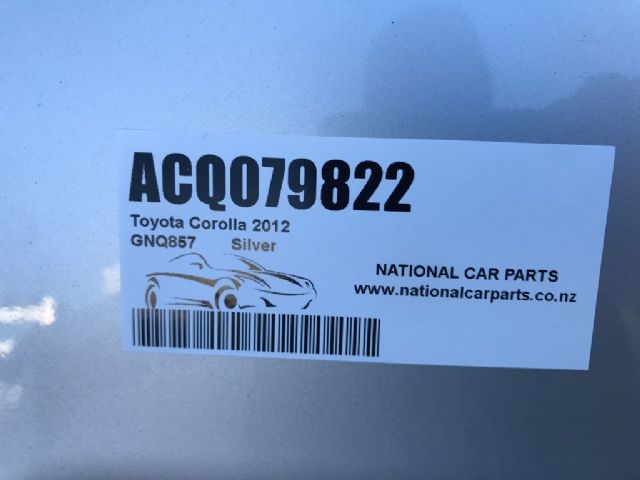 ACQ079822
Toyota Corolla 2012
GNQ857 Silver
NATIONAL CAR PARTS
www.nationalcarparts.co.nz